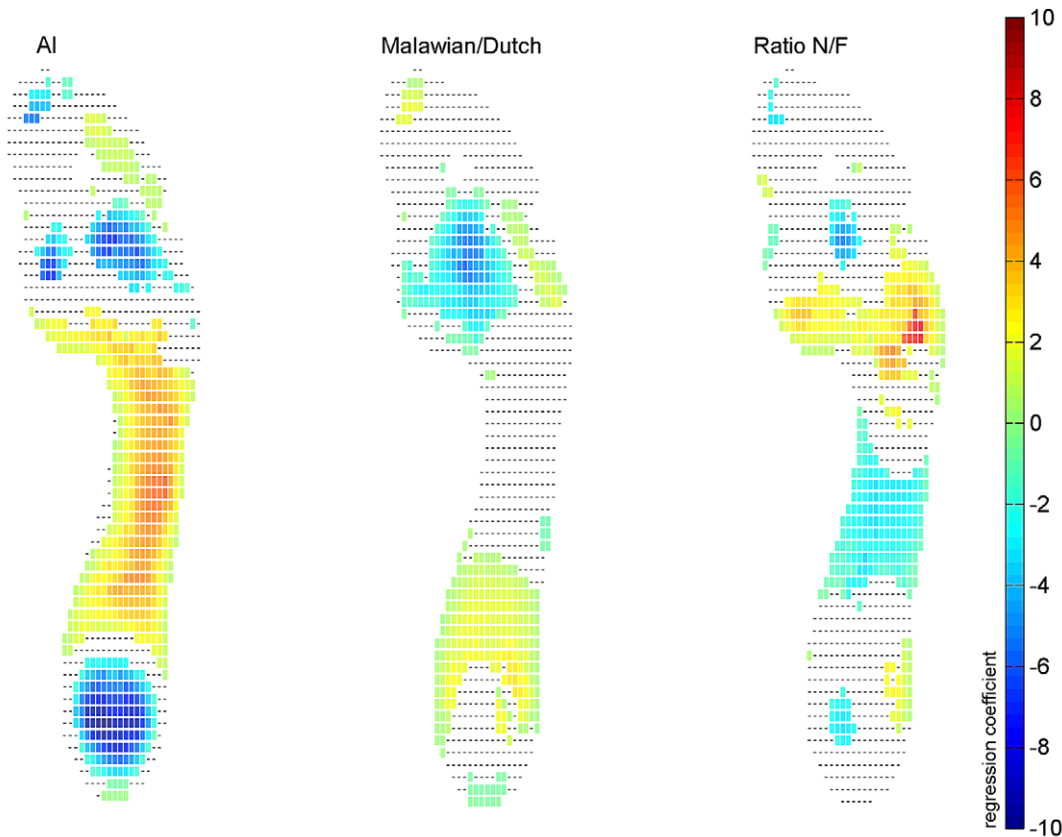 AI
Malawian/Dutch
Ratio N/F
10
8
6
4
2
0
-2
-4
-6
-8
-10
regression coefficient